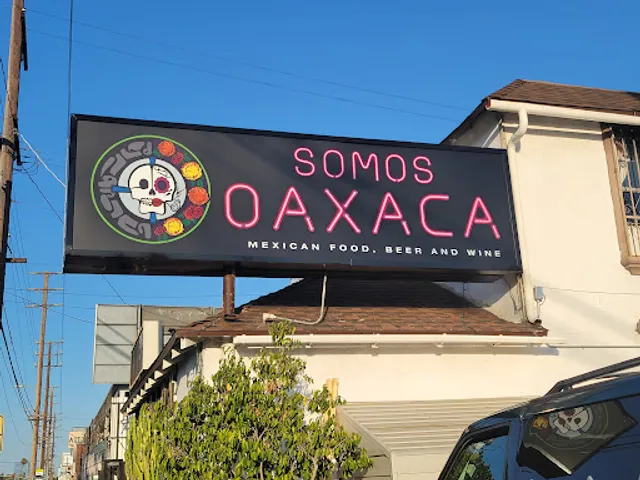 SOMOS
OAXACA
MEXICAN FOOD, BEER AND WINE